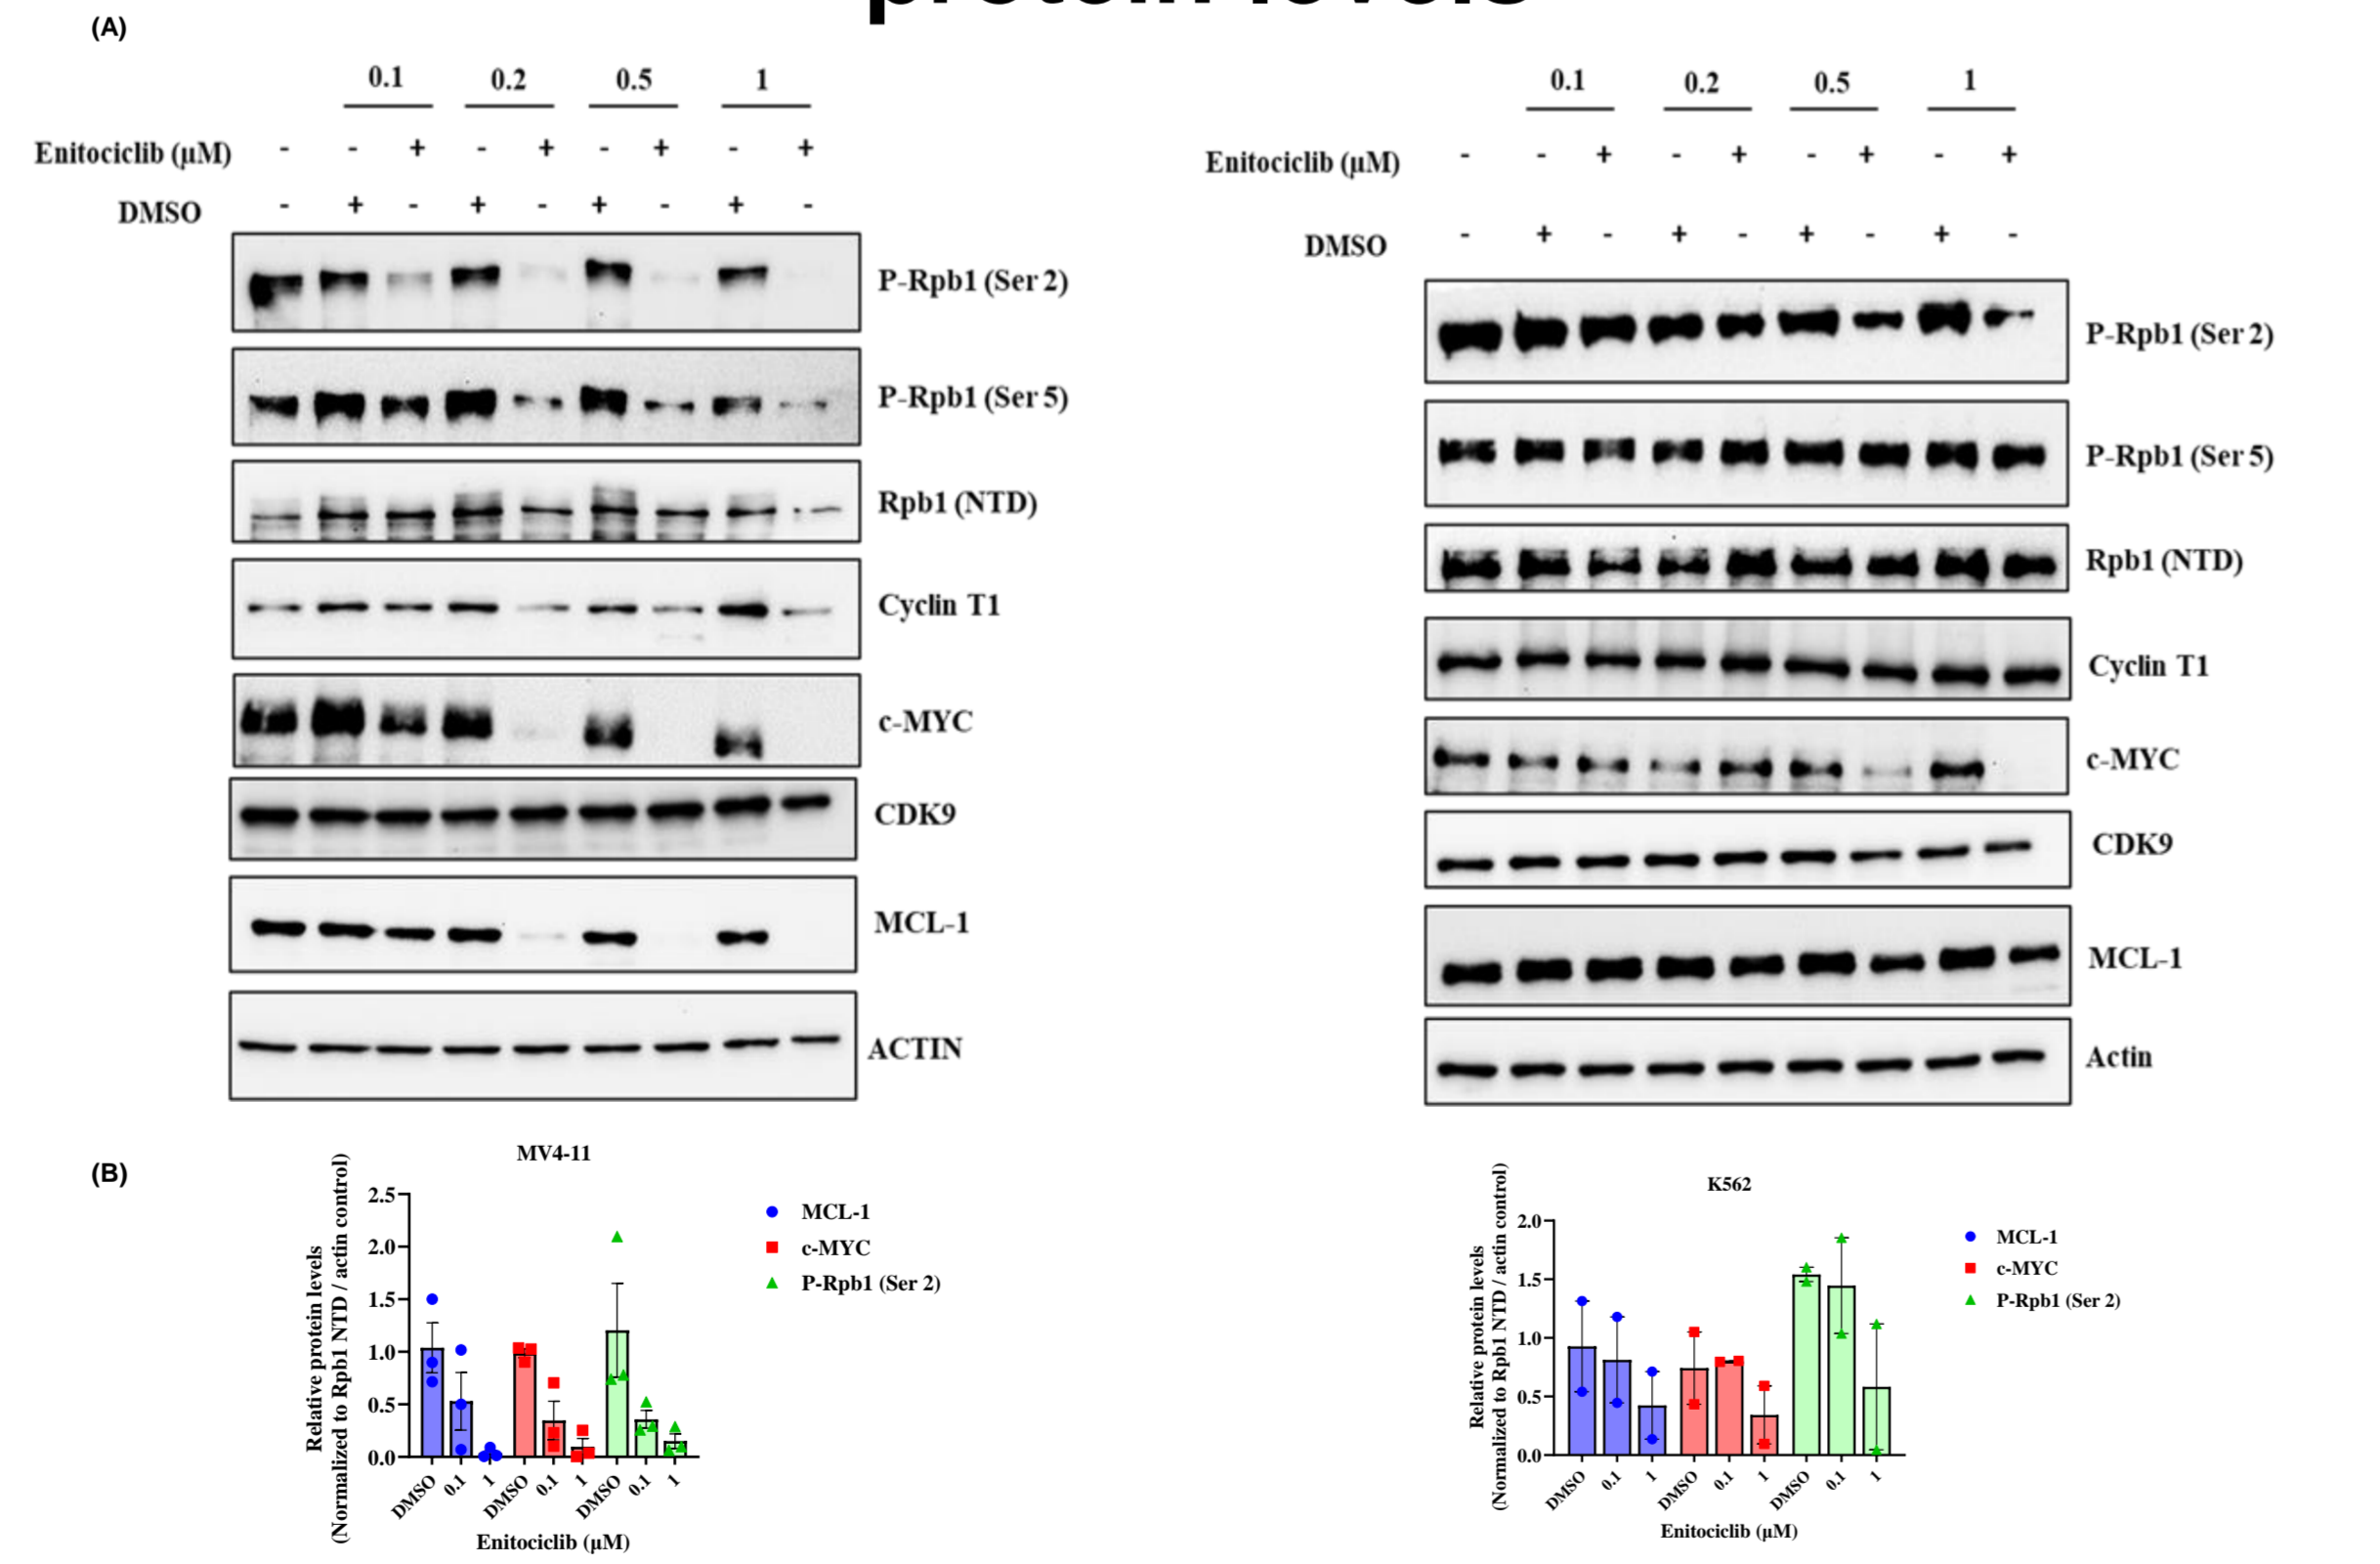 protein levels
(A)
0.1 0.2 0.5 1
Enitociclib (µM) - - + - + - + - +
DMSO - + - + - + - + -
P-Rpb1 (Ser 2)
P-Rpb1 (Ser 5)
Rpb1 (NTD)
Cyclin T1
c-MYC
CDK9
MCL-1
ACTIN
0.1 0.2 0.5 1
Enitociclib (µM) - - + - + - + - +
DMSO - + - + - + - + -
P-Rpb1 (Ser 2)
P-Rpb1 (Ser 5)
Rpb1 (NTD)
Cyclin T1
c-MYC
CDK9
MCL-1
Actin
(B)
MV4-11
Relative protein levels
(Normalized to Rpb1 NTD / actin control)
2.5
2.0
1.5
1.0
0.5
0.0
DMSO 0.1 1 DMSO 0.1 1 DMSO 0.1 1
Enitociclib (µM)
MCL-1
c-MYC
P-Rpb1 (Ser 2)
K562
Relative protein levels
(Normalized to Rpb1 NTD / actin control)
2.0
1.5
1.0
0.5
0.0
DMSO 0.1 1 DMSO 0.1 1 DMSO 0.1 1
Enitociclib (µM)
MCL-1
c-MYC
P-Rpb1 (Ser 2)